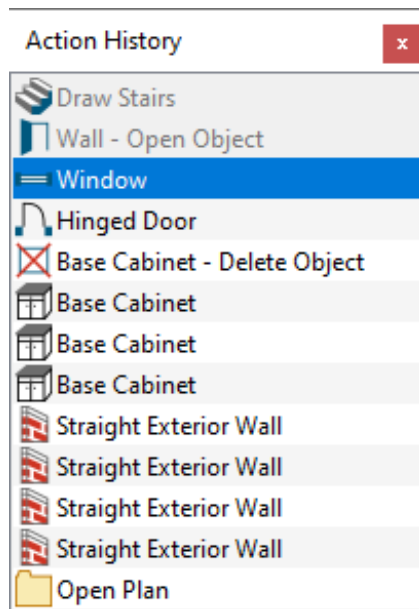 Action History
x
Draw Stairs
Wall - Open Object
Window
Hinged Door
Base Cabinet - Delete Object
Base Cabinet
Base Cabinet
Base Cabinet
Straight Exterior Wall
Straight Exterior Wall
Straight Exterior Wall
Straight Exterior Wall
Open Plan